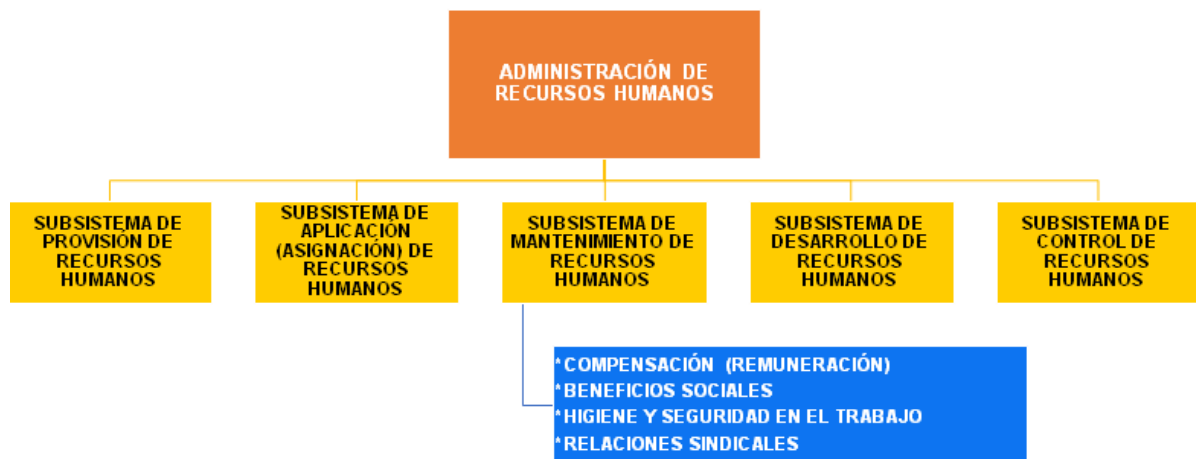 ADMINISTRACIÓN DE
RECURSOS HUMANOS
SUBSISTEMA DE
PROVISIÓN DE
RECURSOS
HUMANOS
SUBSISTEMA DE
APLICACIÓN
(ASIGNACIÓN) DE
RECURSOS
HUMANOS
SUBSISTEMA DE
MANTENIMIENTO DE
RECURSOS
HUMANOS
SUBSISTEMA DE
DESARROLLO DE
RECURSOS
HUMANOS
SUBSISTEMA DE
CONTROL DE
RECURSOS
HUMANOS
*COMPENSACIÓN (REMUNERACIÓN)
*BENEFICIOS SOCIALES
*HIGIENE Y SEGURIDAD EN EL TRABAJO
*RELACIONES SINDICALES